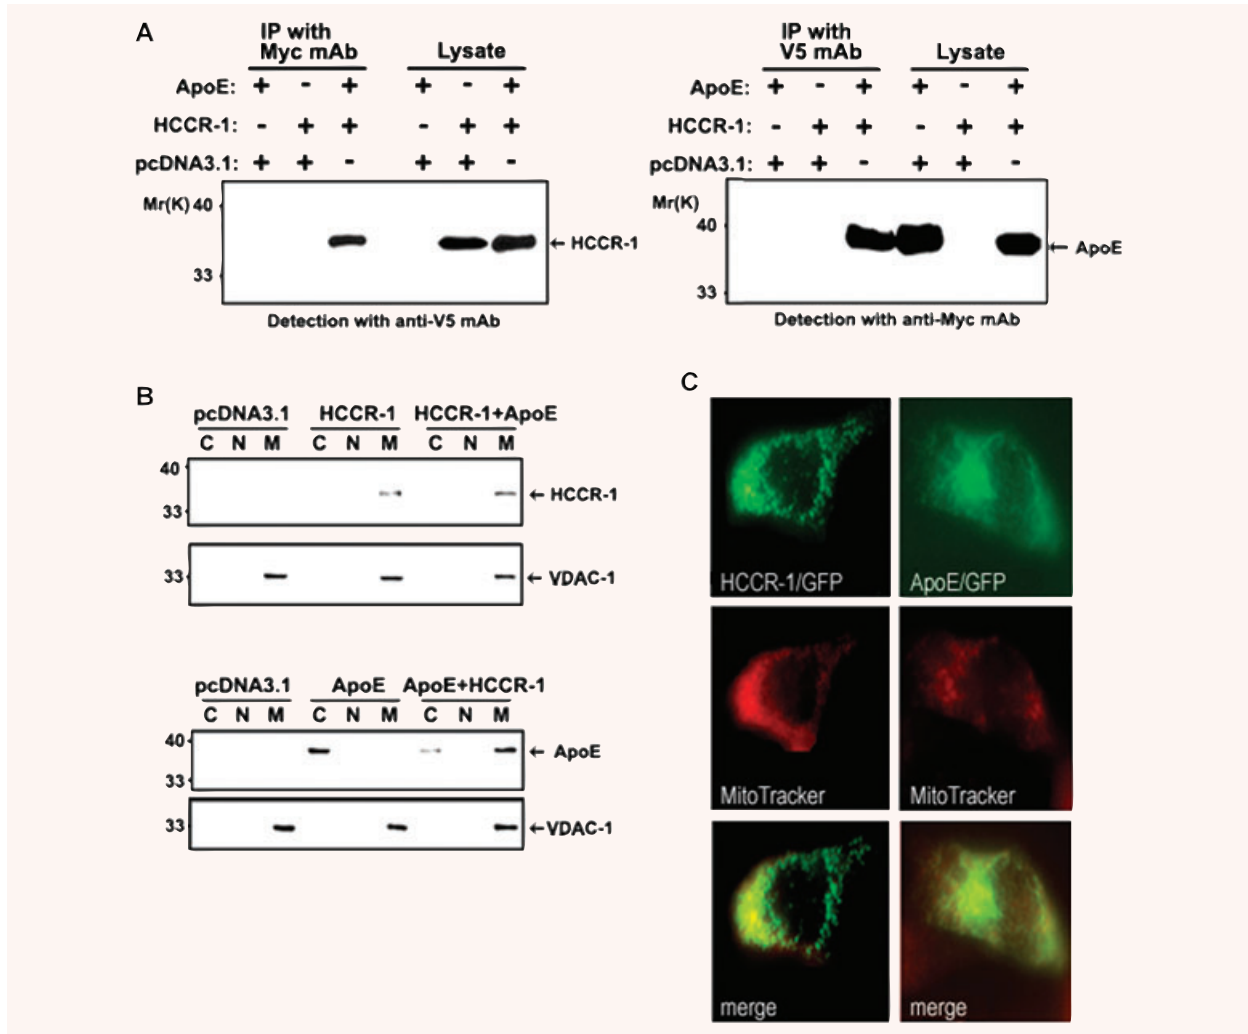 A
IP with
Myc mAb
Lysate
ApoE: + - + + - +
HCCR-1: - + + - + +
pcDNA3.1: + + - + + -
Mr(K) 40
33
← HCCR-1
Detection with anti-V5 mAb
IP with
V5 mAb
Lysate
ApoE: + - + + - +
HCCR-1: - + + - + +
pcDNA3.1: + + - + + -
Mr(K)
40
33
← ApoE
Detection with anti-Myc mAb
B
pcDNA3.1 HCCR-1 HCCR-1+ApoE
C N M C N M C N M
40
33
← HCCR-1
33
← VDAC-1
pcDNA3.1 ApoE ApoE+HCCR-1
C N M C N M C N M
40
33
← ApoE
33
←VDAC-1
C
HCCR-1/GFP
ApoE/GFP
MitoTracker
MitoTracker
merge
merge